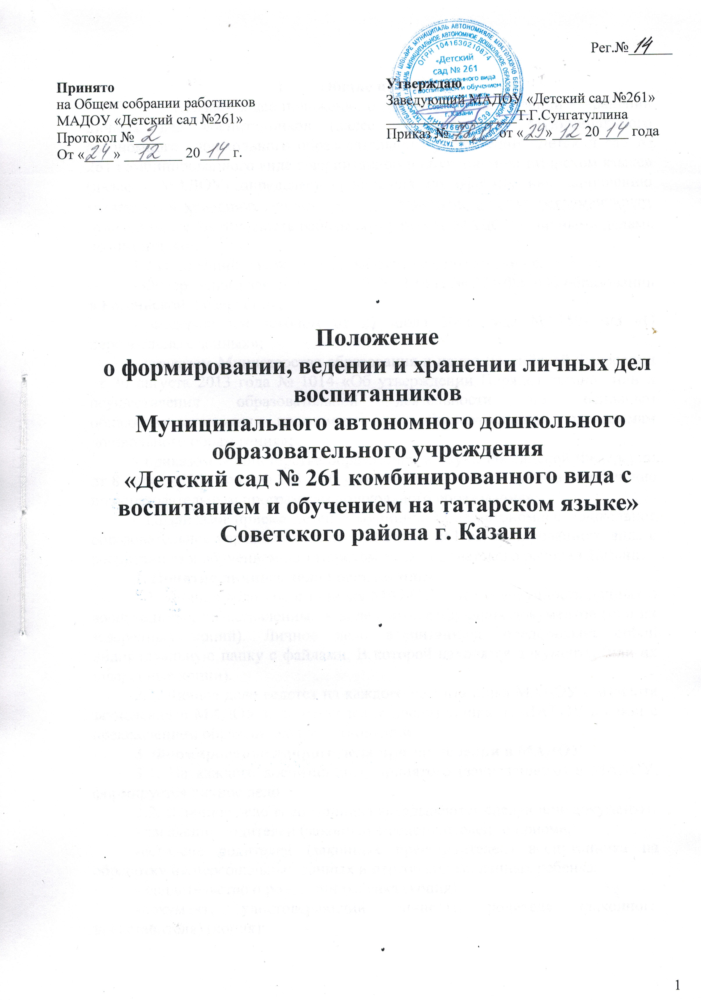 Рег.№ 14
Принято
на Общем собрании работников
МАДОУ «Детский сад №261»
Протокол № 2
От «24» 12 2014 г.
Утверждаю
Заведующий МАДОУ «Детский сад №261»
Т.Г.Сунгатуллина
Приказ № от «29» 12 2014 года
ОГРН 1041630210874
«Детский
сад № 261
комбинированного вида
с воспитанием и обучением
на татарском языке»
Советского района
г. Казани
Положение
о формировании, ведении и хранении личных дел
воспитанников
Муниципального автономного дошкольного
образовательного учреждения
«Детский сад № 261 комбинированного вида с
воспитанием и обучением на татарском языке»
Советского района г. Казани
1